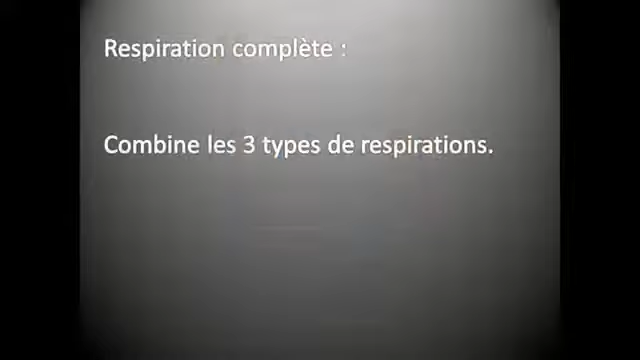 Respiration complète :
Combine les 3 types de respirations.